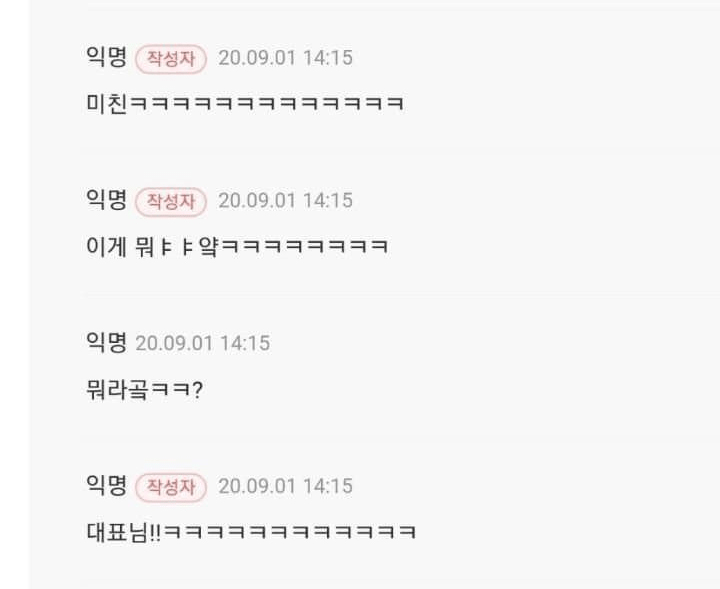 익명 작성자 20.09.01 14:15
미친ㅋㅋㅋㅋㅋㅋㅋㅋㅋㅋㅋㅋㅋ
익명 작성자 20.09.01 14:15
이게 뭐ㅑㅑ얔ㅋㅋㅋㅋㅋㅋㅋㅋ
익명 20.09.01 14:15
뭐라곸ㅋㅋ?
익명 작성자 20.09.01 14:15
대표님!!ㅋㅋㅋㅋㅋㅋㅋㅋㅋㅋㅋㅋ